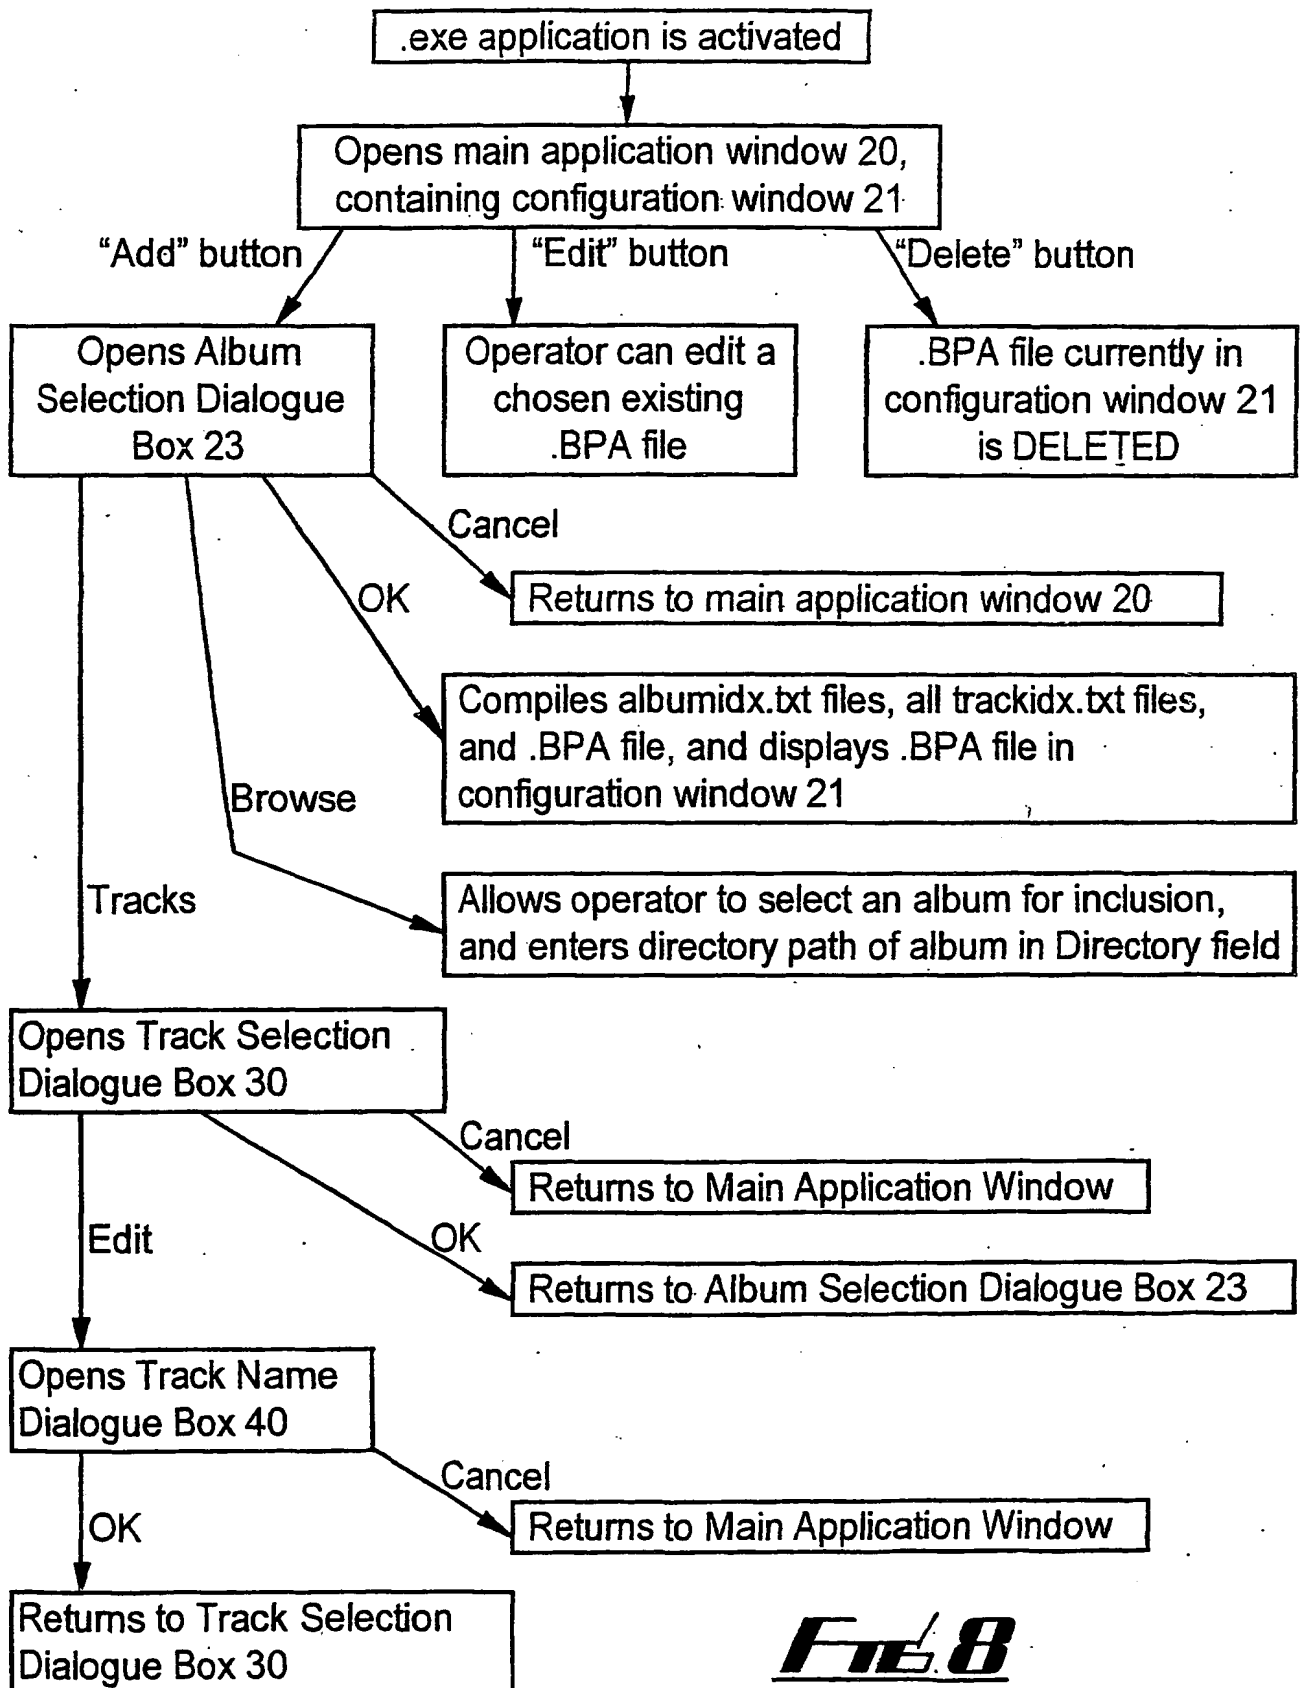 .exe application is activated
Opens main application window 20,
containing configuration window 21
“Add” button
“Edit” button
“Delete” button
Opens Album
Selection Dialogue
Box 23
Operator can edit a
chosen existing
.BPA file
.BPA file currently in
configuration window 21
is DELETED
Cancel
Returns to main application window 20
OK
Compiles albumidx.txt files, all trackidx.txt files,
and .BPA file, and displays .BPA file in
configuration window 21
Browse
Allows operator to select an album for inclusion,
and enters directory path of album in Directory field
Tracks
Opens Track Selection
Dialogue Box 30
Cancel
Returns to Main Application Window
OK
Returns to Album Selection Dialogue Box 23
Edit
Opens Track Name
Dialogue Box 40
Cancel
Returns to Main Application Window
OK
Returns to Track Selection
Dialogue Box 30
FIG. 8